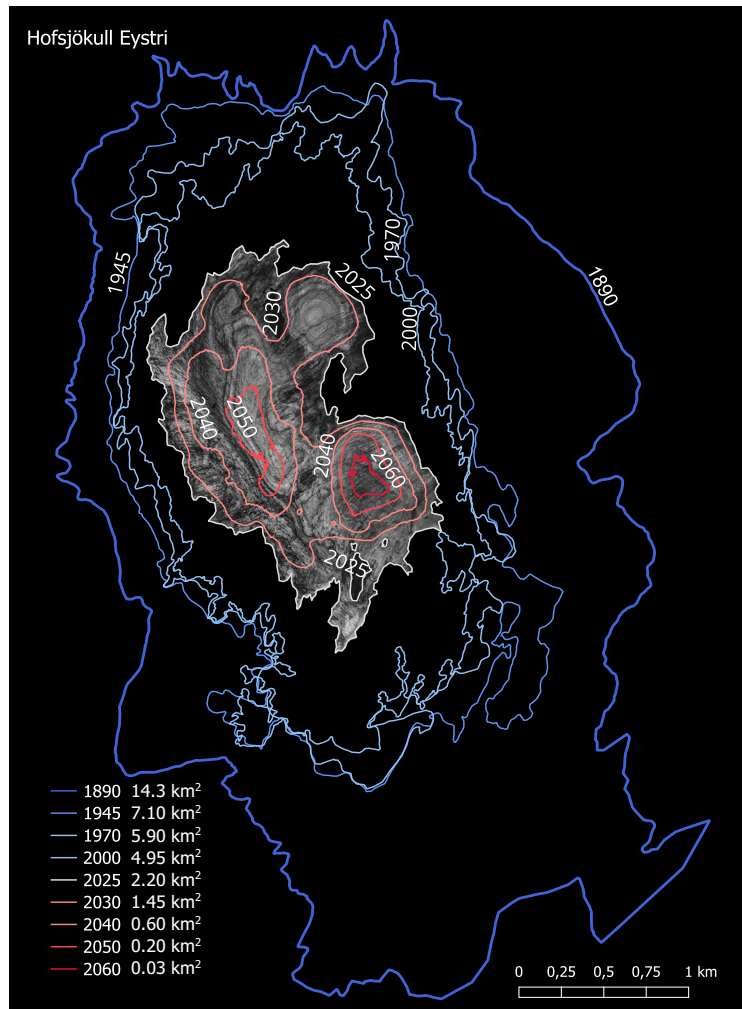 Hofsjökull Eystri
1970
1945
2025
1890
2030
2000
2040
2050
2040
2060
2025
1890 14.3 km²
1945 7.10 km²
1970 5.90 km²
2000 4.95 km²
2025 2.20 km²
2030 1.45 km²
2040 0.60 km²
2050 0.20 km²
2060 0.03 km²
0 0,25 0,5 0,75 1 km